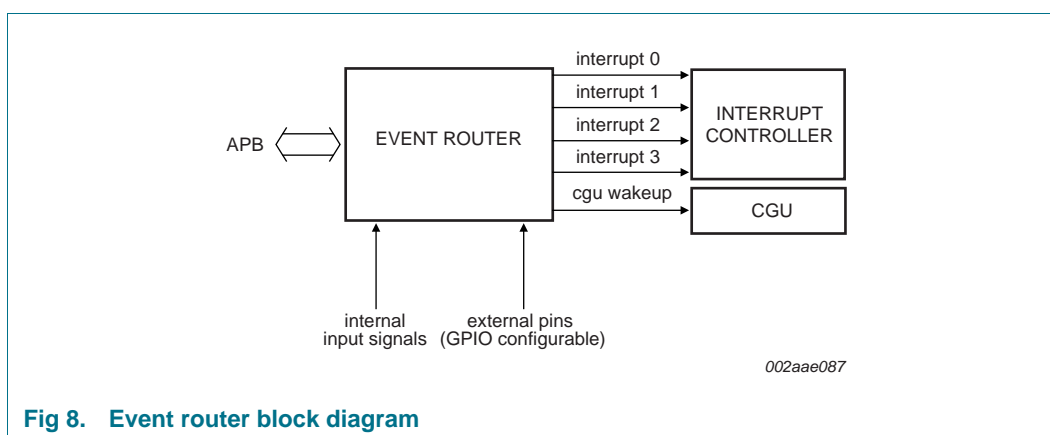 interrupt 0
interrupt 1
interrupt 2
interrupt 3
cgu wakeup
APB
EVENT ROUTER
INTERRUPT
CONTROLLER
CGU
internal
input signals
external pins
(GPIO configurable)
002aae087
Fig 8. Event router block diagram